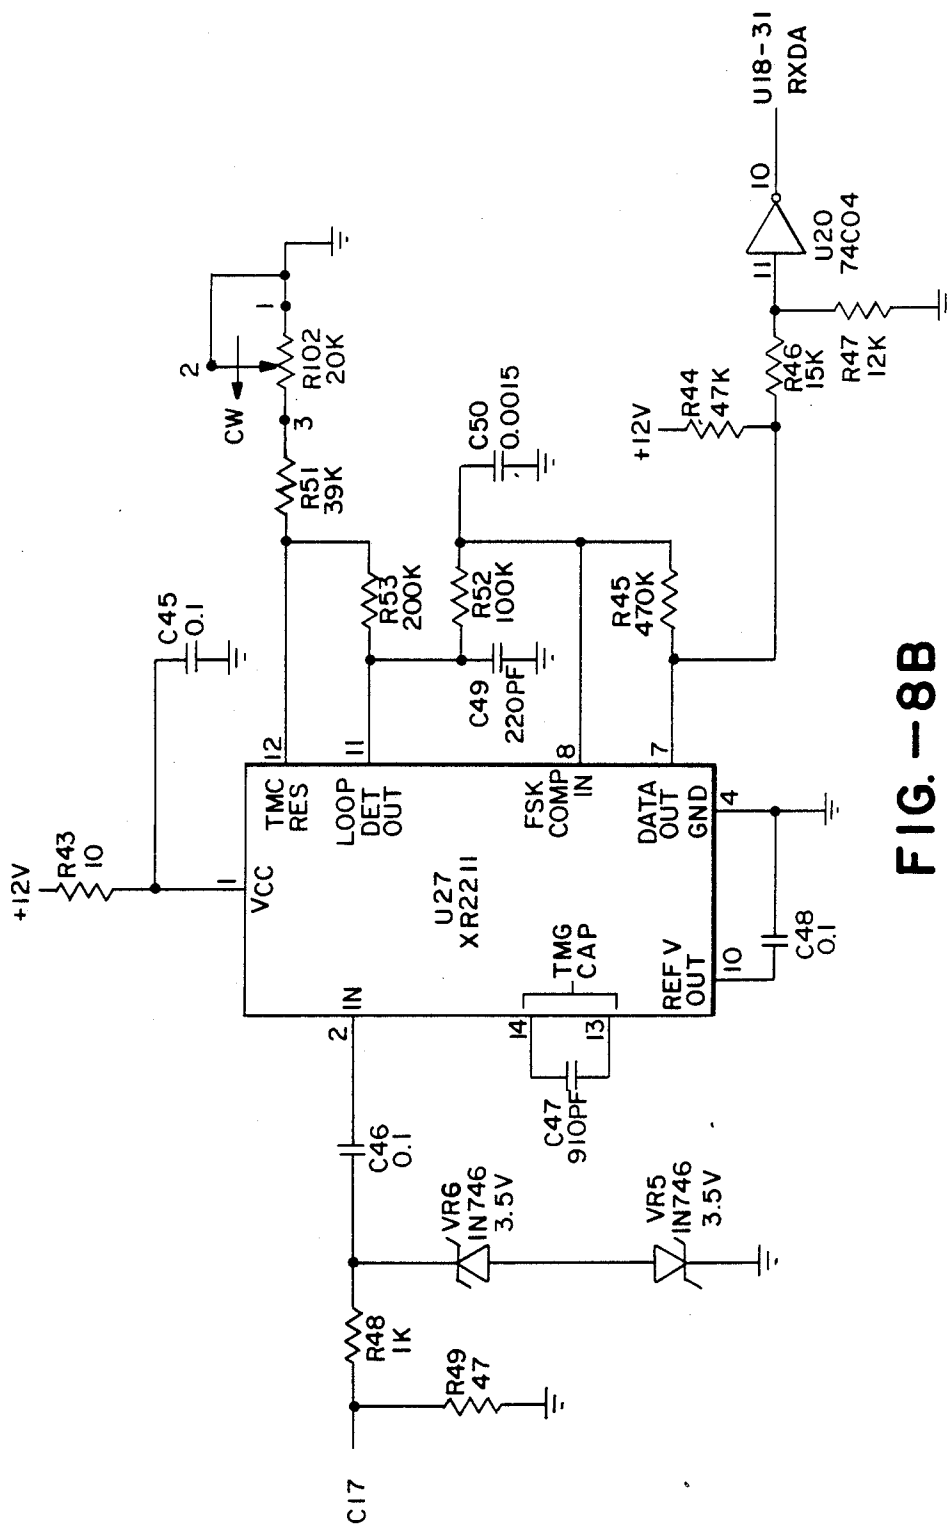 +12V
R43
10
C45
0.1
1
VCC
2
CW
R102
20K
1
3
R51
39K
12
TMC
RES
R53
200K
11
LOOP
DET
OUT
R52
100K
C50
0.0015
C49
220PF
8
FSK
COMP
IN
R45
470K
7
DATA
OUT
GND
4
U27
XR2211
IN
2
C46
0.1
R48
1K
C17
R49
47
VR6
1N746
3.5V
VR5
1N746
3.5V
14
13
TMG
CAP
C47
910PF
REF V
OUT
10
C48
0.1
+12V
R44
47K
R46
15K
R47
12K
11
10
U20
74C04
U18-31
RXDA
FIG.-8B